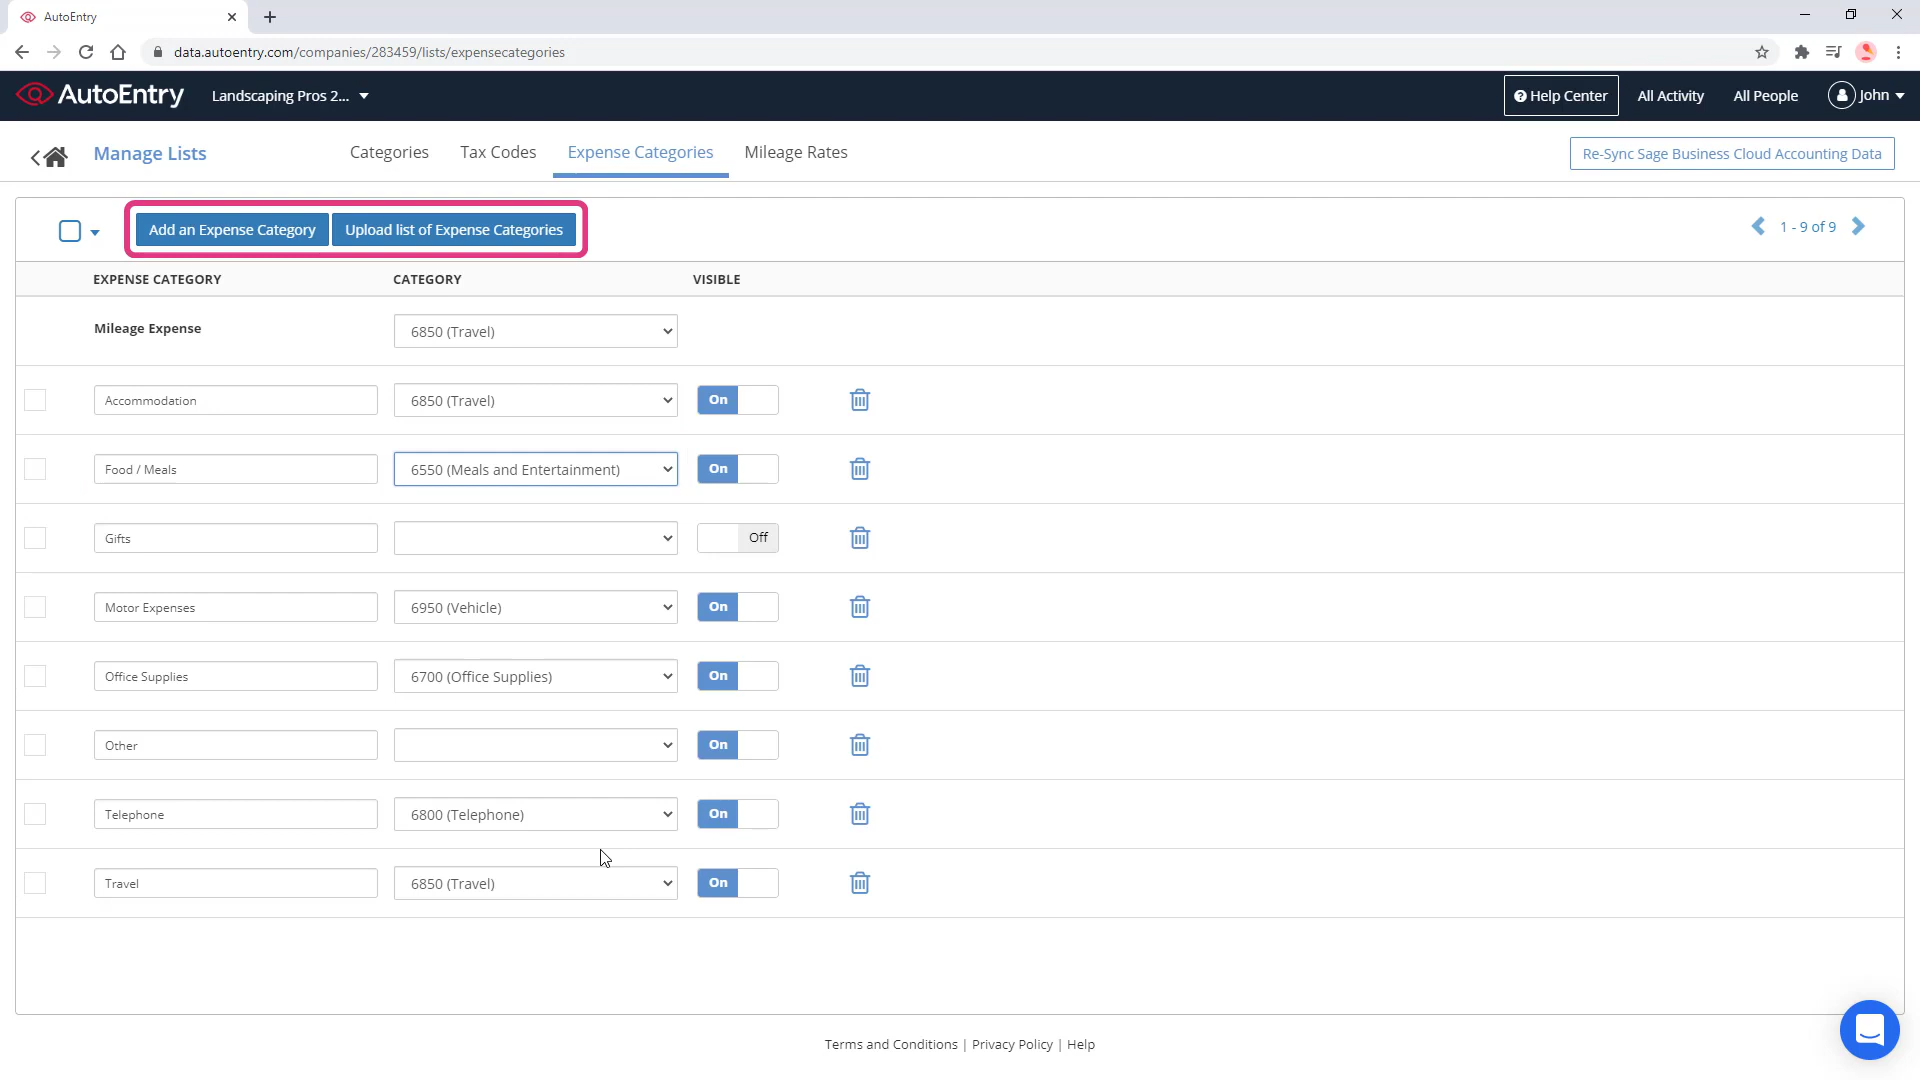 AutoEntry
data.autoentry.com/companies/283459/lists/expensecategories
AutoEntry Landscaping Pros 2... Help Center All Activity All People John
Manage Lists Categories Tax Codes Expense Categories Mileage Rates Re-Sync Sage Business Cloud Accounting Data
Add an Expense Category Upload list of Expense Categories 1 - 9 of 9
EXPENSE CATEGORY CATEGORY VISIBLE
Mileage Expense 6850 (Travel)
Accommodation 6850 (Travel) On
Food / Meals 6550 (Meals and Entertainment) On
Gifts Off
Motor Expenses 6950 (Vehicle) On
Office Supplies 6700 (Office Supplies) On
Other On
Telephone 6800 (Telephone) On
Travel 6850 (Travel) On
Terms and Conditions | Privacy Policy | Help